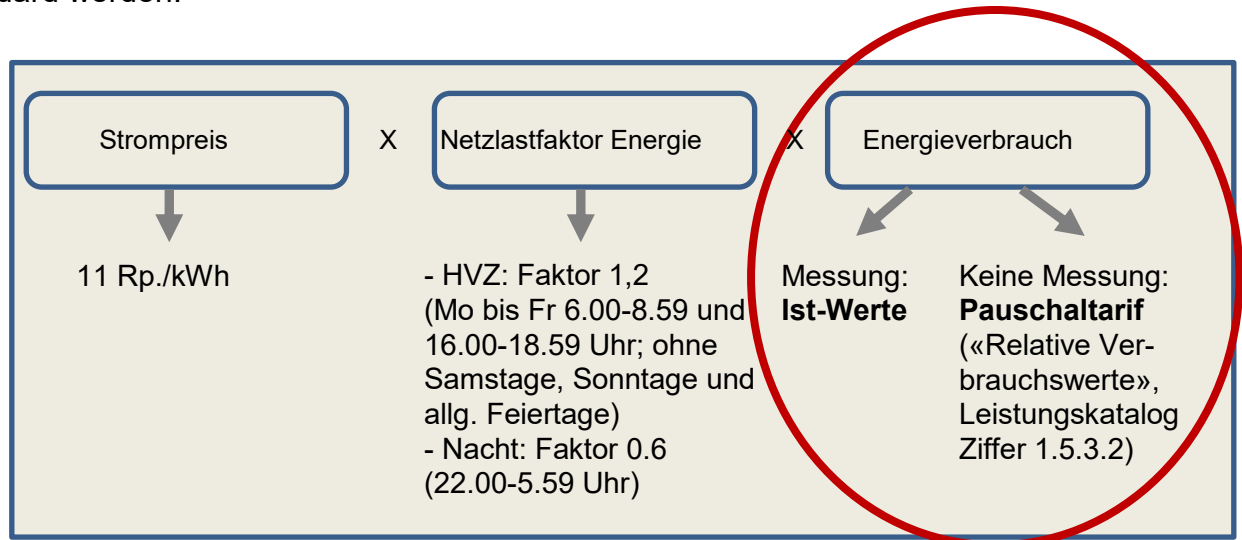 Strompreis X Netzlastfaktor Energie X Energieverbrauch
11 Rp./kWh
- HVZ: Faktor 1,2
(Mo bis Fr 6.00-8.59 und
16.00-18.59 Uhr; ohne
Samstage, Sonntage und
allg. Feiertage)
- Nacht: Faktor 0.6
(22.00-5.59 Uhr)
Messung:
Ist-Werte
Keine Messung:
Pauschaltarif
(«Relative Ver-
brauchswerte»,
Leistungskatalog
Ziffer 1.5.3.2)